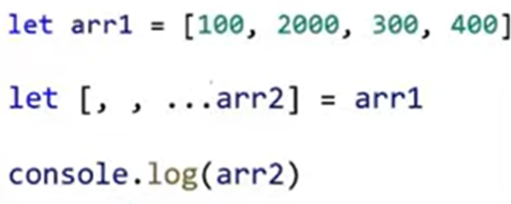 let arr1 = [100, 2000, 300, 400]
let [, , ...arr2] = arr1
console.log(arr2)